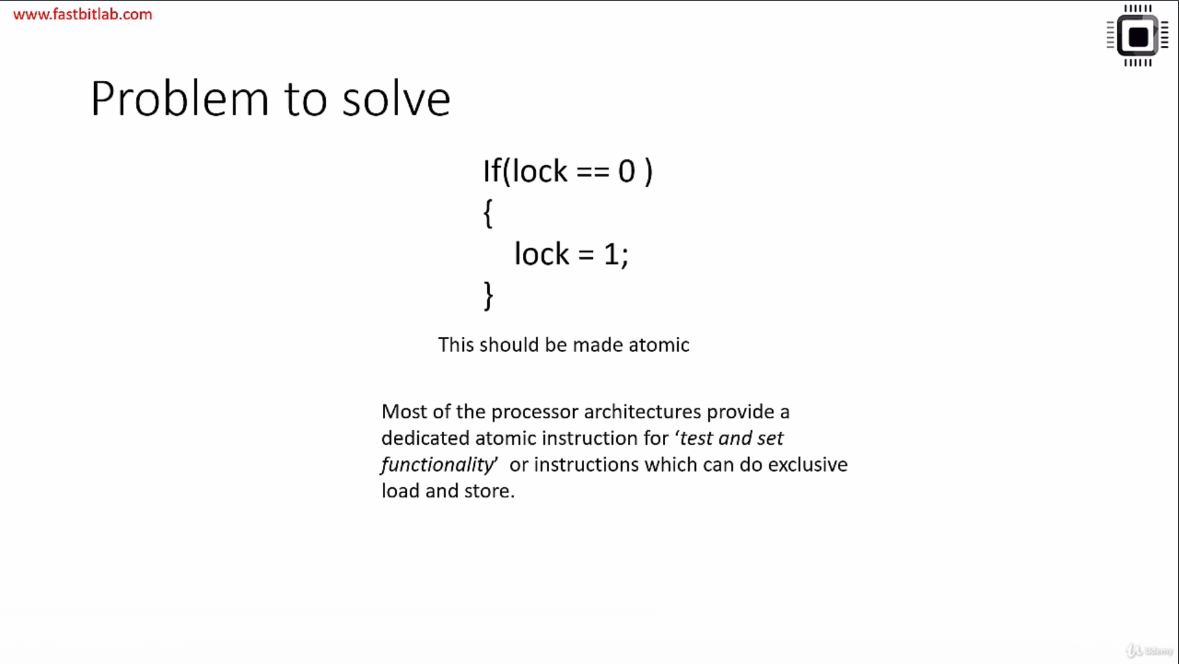 www.fastbitlab.com
Problem to solve
If(lock == 0 )
{
lock = 1;
}
This should be made atomic
Most of the processor architectures provide a
dedicated atomic instruction for ‘test and set
functionality’ or instructions which can do exclusive
load and store.
Udemy